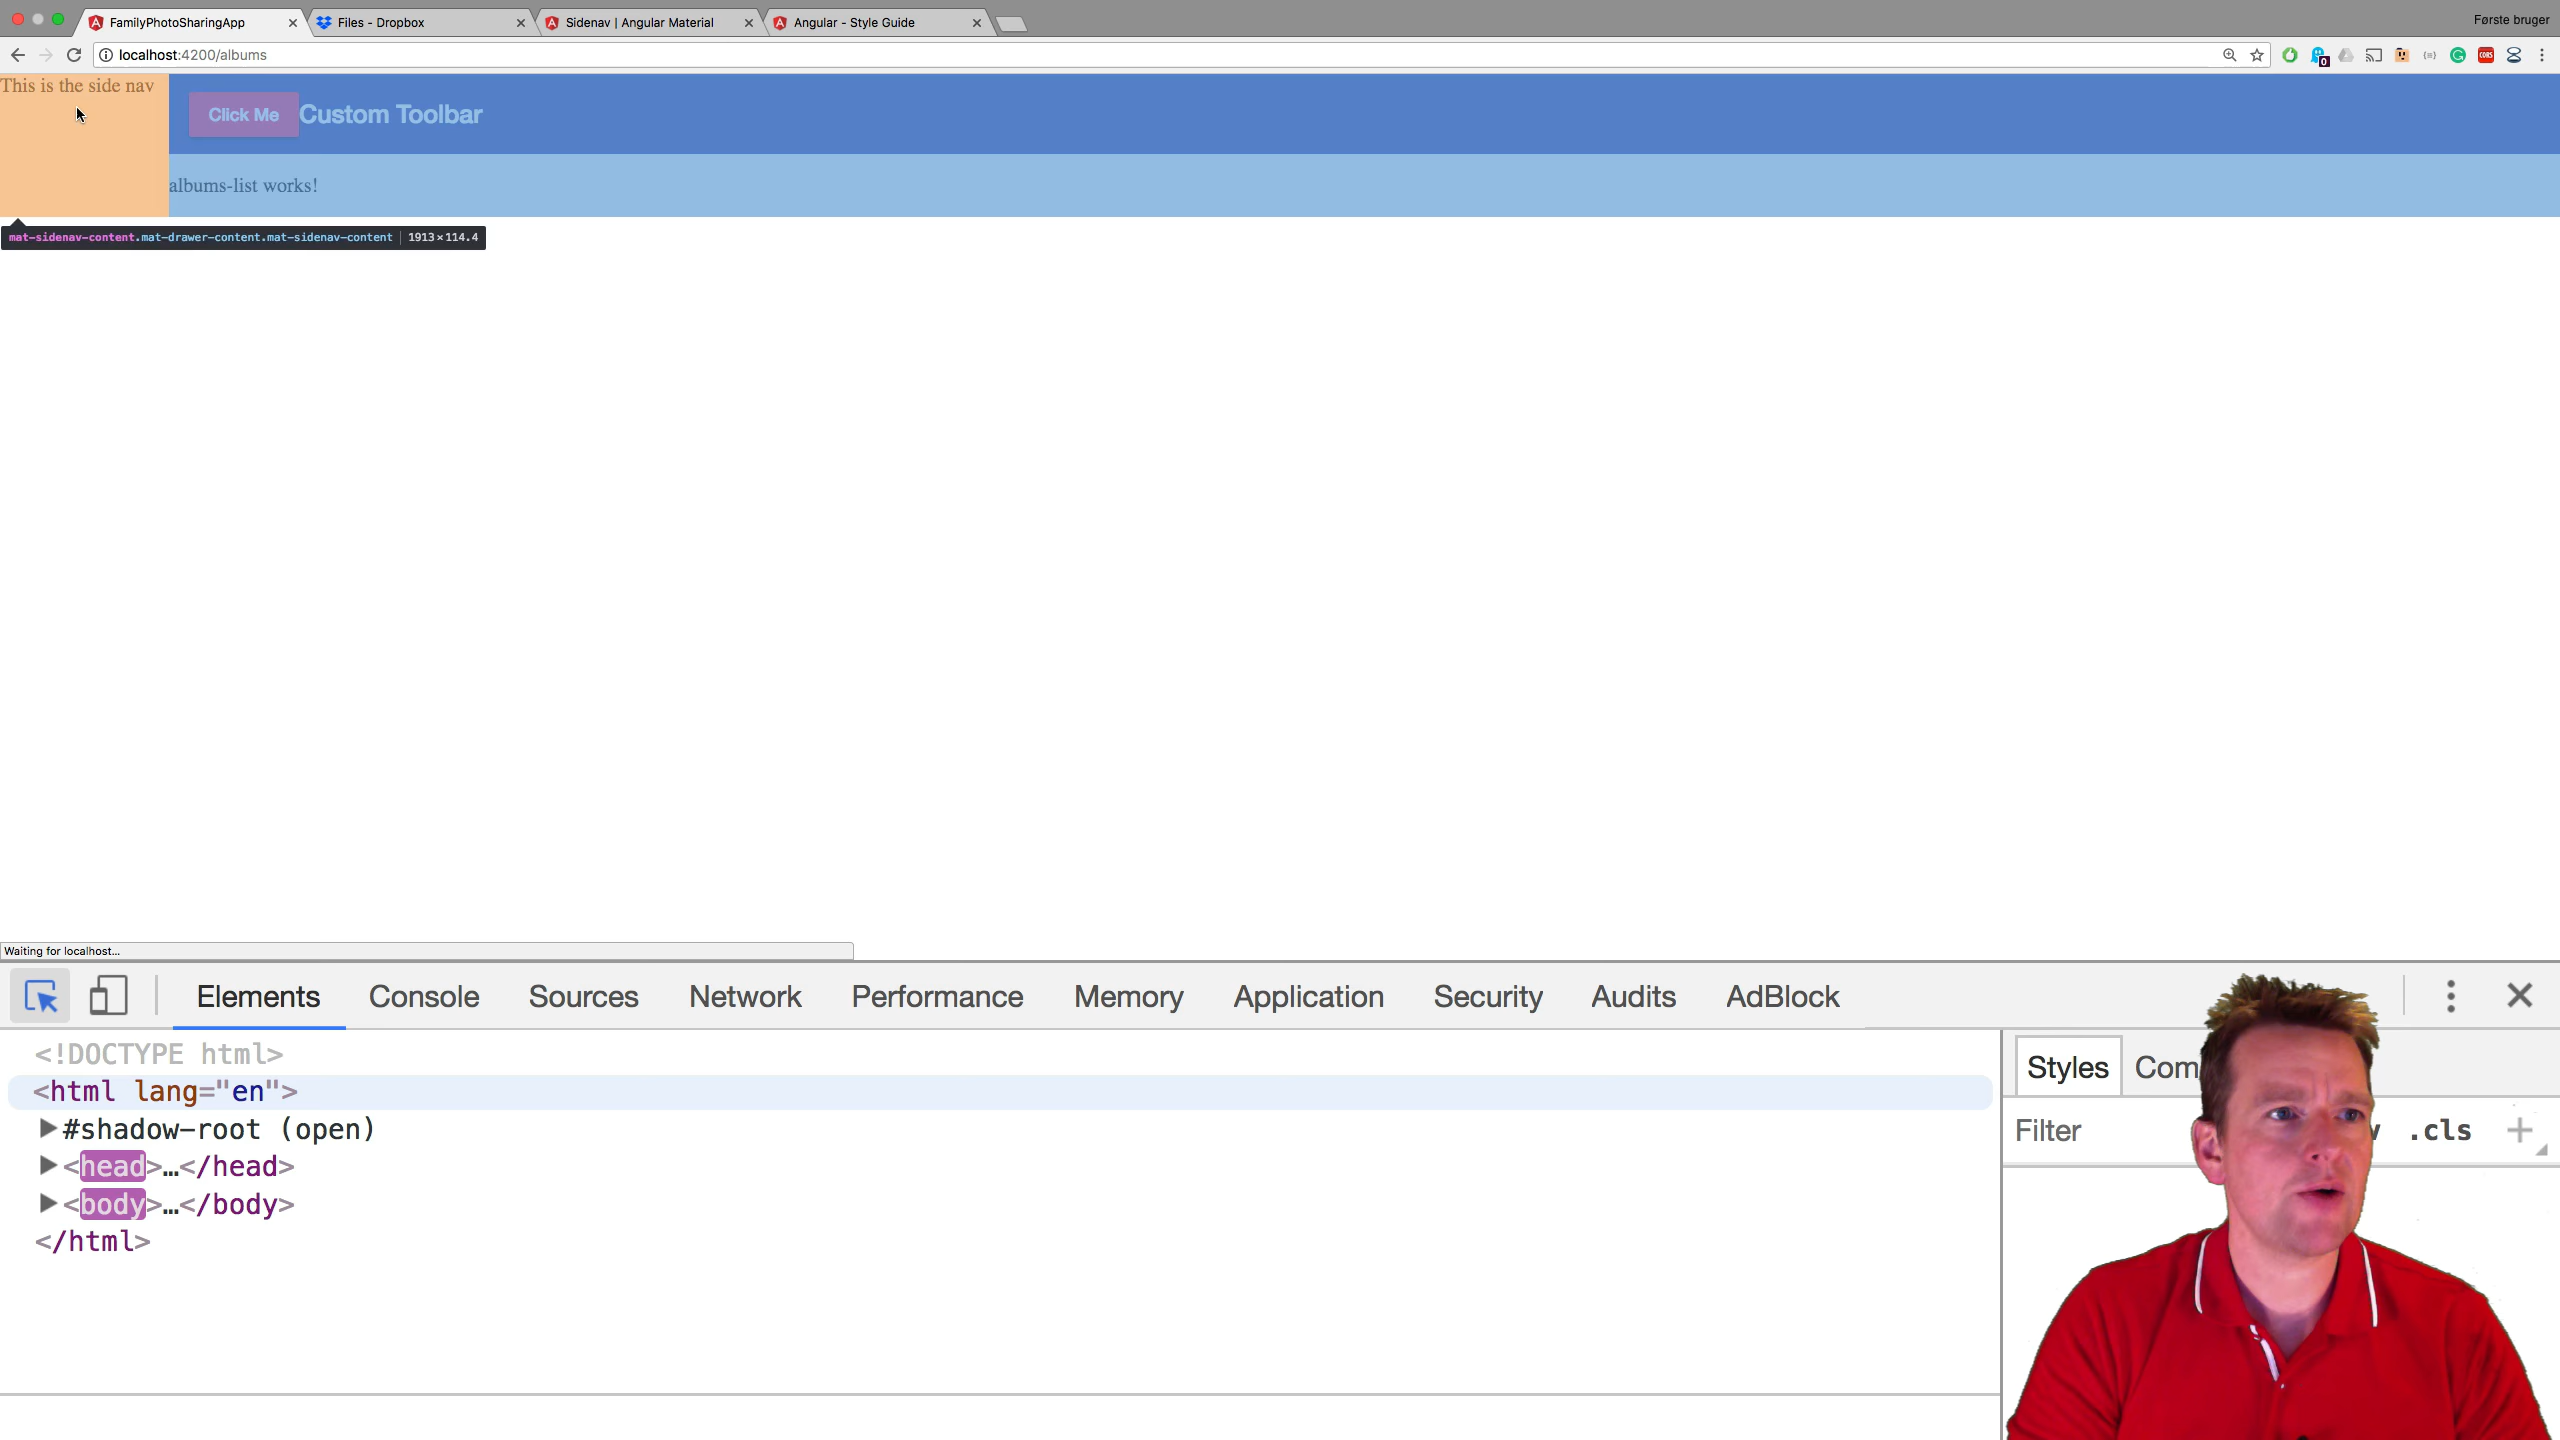 FamilyPhotoSharingApp
Files - Dropbox
Sidenav | Angular Material
Angular - Style Guide
Første bruger
localhost:4200/albums
0
CORS
This is the side nav
Click Me
Custom Toolbar
albums-list works!
mat-sidenav-content.mat-drawer-content.mat-sidenav-content | 1913×114.4
Waiting for localhost...
Elements Console Sources Network Performance Memory Application Security Audits AdBlock
<!DOCTYPE html>
<html lang="en">
▶#shadow-root (open)
▶<head>…</head>
▶<body>…</body>
</html>
Styles Com
Filter .cls +